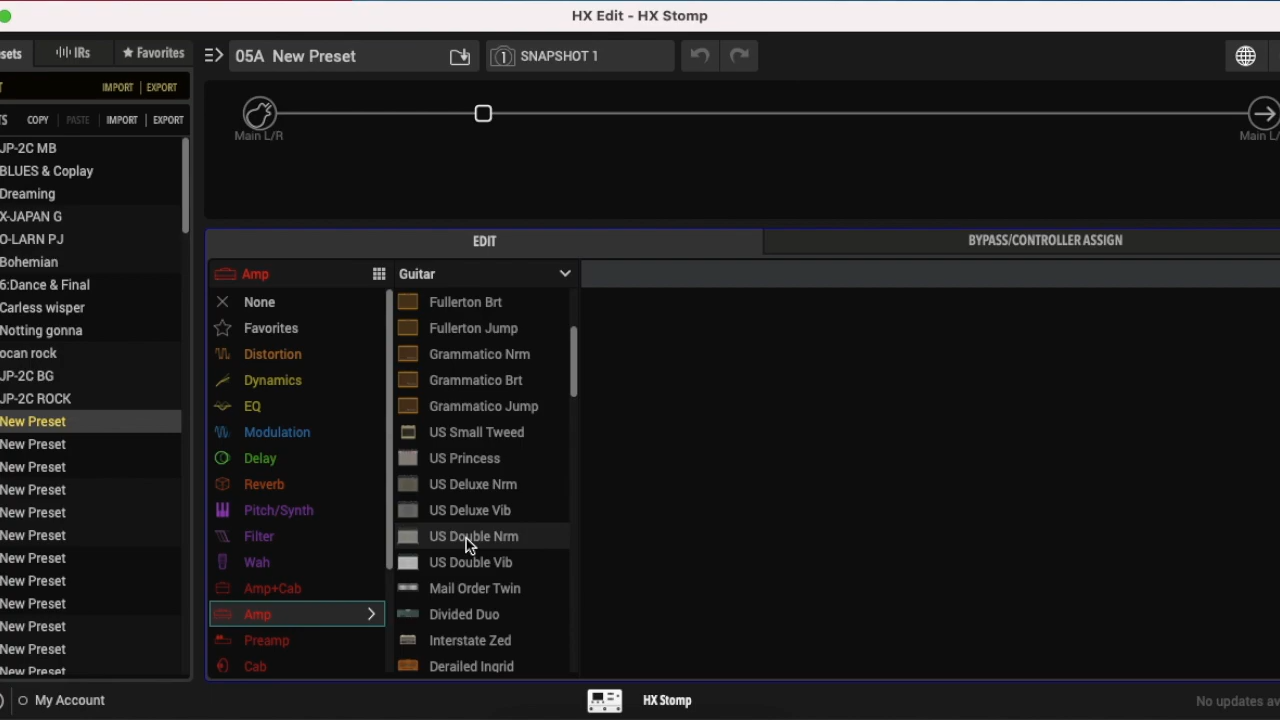 HX Edit - HX Stomp
IRs
Favorites
05A New Preset
SNAPSHOT 1
IMPORT
EXPORT
COPY
PASTE
IMPORT
EXPORT
JP-2C MB
BLUES & Coplay
Dreaming
X-JAPAN G
O-LARN PJ
Bohemian
6:Dance & Final
Carless wisper
Notting gonna
ocan rock
JP-2C BG
JP-2C ROCK
New Preset
New Preset
New Preset
New Preset
New Preset
New Preset
New Preset
New Preset
New Preset
New Preset
New Preset
New Preset
Main L/R
Main L/
EDIT
BYPASS/CONTROLLER ASSIGN
Amp
Guitar
None
Favorites
Distortion
Dynamics
EQ
Modulation
Delay
Reverb
Pitch/Synth
Filter
Wah
Amp+Cab
Amp
Preamp
Cab
Fullerton Brt
Fullerton Jump
Grammatico Nrm
Grammatico Brt
Grammatico Jump
US Small Tweed
US Princess
US Deluxe Nrm
US Deluxe Vib
US Double Nrm
US Double Vib
Mail Order Twin
Divided Duo
Interstate Zed
Derailed Ingrid
My Account
HX Stomp
No updates av